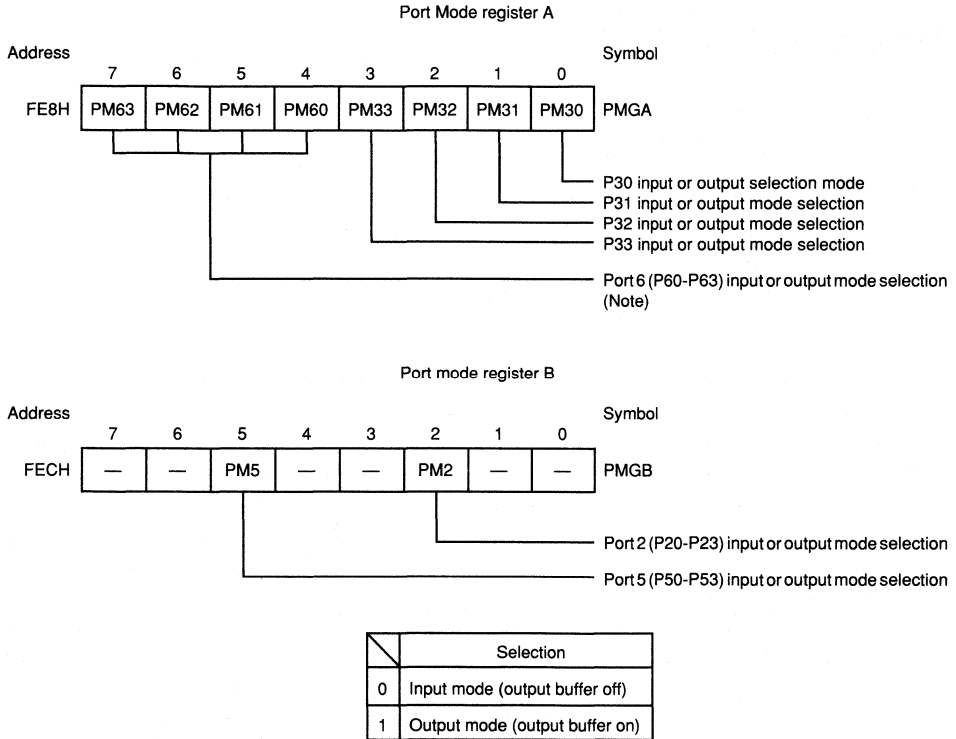 Port Mode register A
Address Symbol
7 6 5 4 3 2 1 0
FE8H PM63 PM62 PM61 PM60 PM33 PM32 PM31 PM30 PMGA
P30 input or output selection mode
P31 input or output mode selection
P32 input or output mode selection
P33 input or output mode selection
Port 6 (P60-P63) input or output mode selection
(Note)
Port mode register B
Address Symbol
7 6 5 4 3 2 1 0
FECH — — PM5 — — PM2 — — PMGB
Port 2 (P20-P23) input or output mode selection
Port 5 (P50-P53) input or output mode selection
Selection
0 Input mode (output buffer off)
1 Output mode (output buffer on)